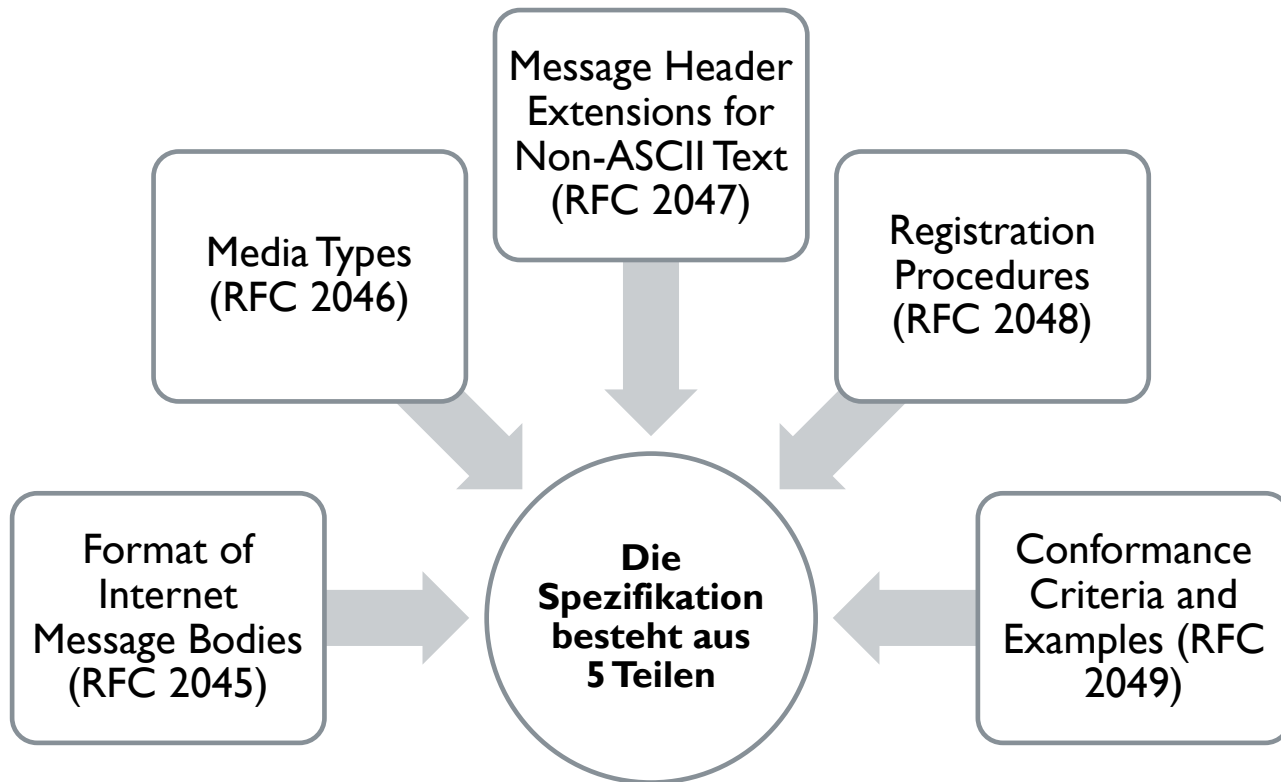 Message Header
Extensions for
Non-ASCII Text
(RFC 2047)
Media Types
(RFC 2046)
Registration
Procedures
(RFC 2048)
Format of
Internet
Message Bodies
(RFC 2045)
Die
Spezifikation
besteht aus
5 Teilen
Conformance
Criteria and
Examples (RFC
2049)